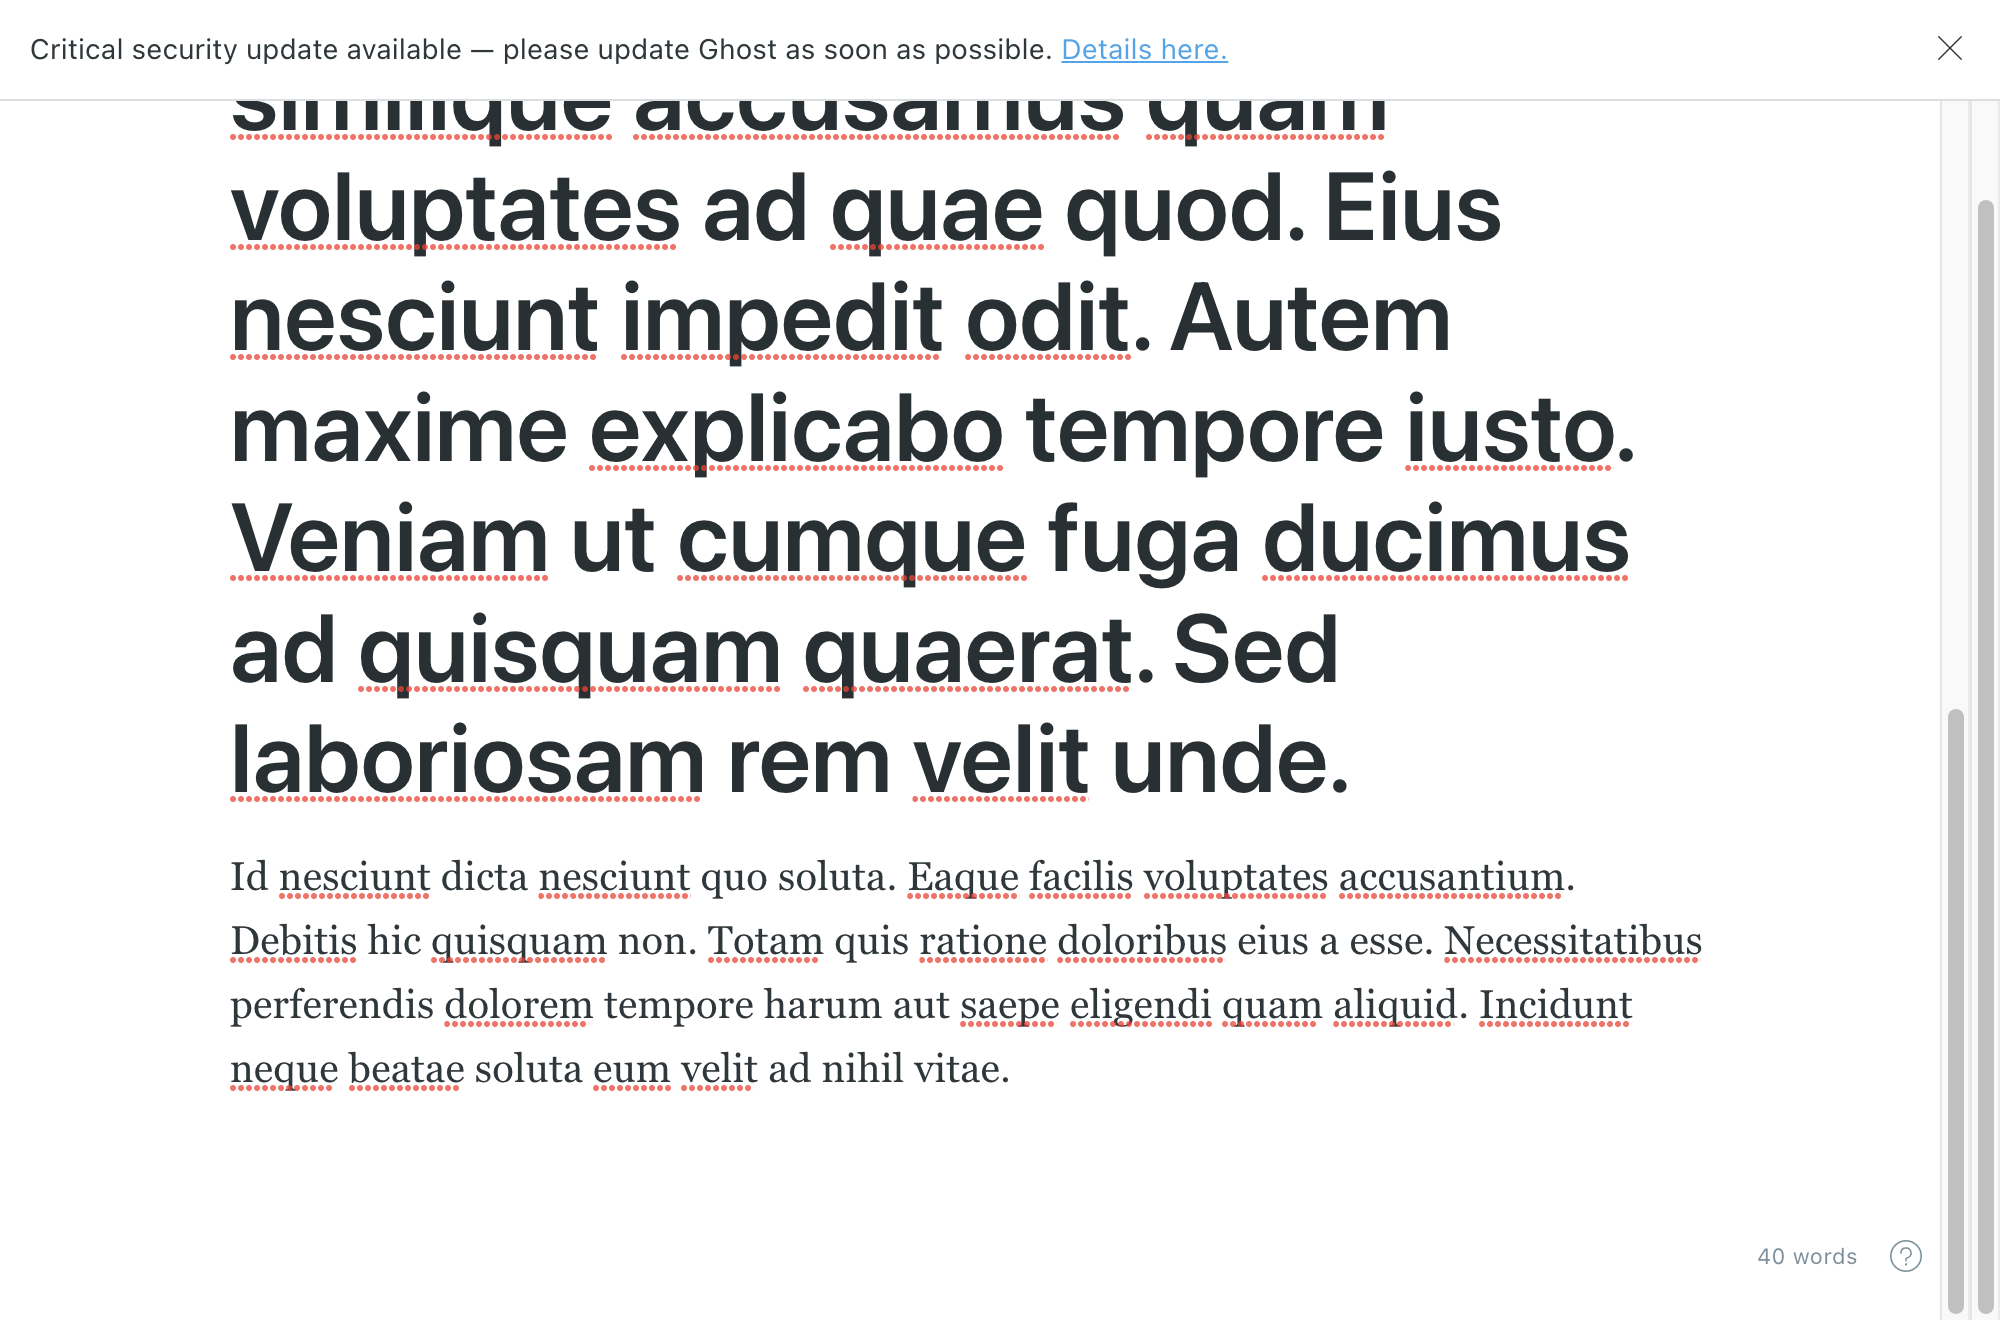 Critical security update available — please update Ghost as soon as possible. Details here.
similique accusamus quam
voluptates ad quae quod. Eius
nesciunt impedit odit. Autem
maxime explicabo tempore iusto.
Veniam ut cumque fuga ducimus
ad quisquam quaerat. Sed
laboriosam rem velit unde.
Id nesciunt dicta nesciunt quo soluta. Eaque facilis voluptates accusantium.
Debitis hic quisquam non. Totam quis ratione doloribus eius a esse. Necessitatibus
perferendis dolorem tempore harum aut saepe eligendi quam aliquid. Incidunt
neque beatae soluta eum velit ad nihil vitae.
40 words